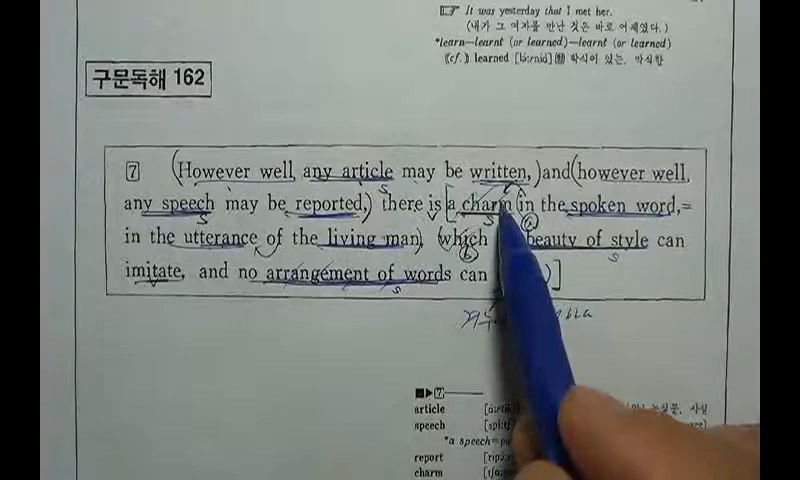 ☞ It was yesterday that I met her.
(내가 그 여자를 만난 것은 바로 어제였다.)
*learn—learnt (or learned)—learnt (or learned)
((cf.)) learned [lə́ːrnid] 형 학식이 있는, 박식한
구문독해 162
7 (However well, any article may be written,) and (however well,
any speech may be reported,) there is [a charm in the spoken word, =
in the utterance of the living man, (which beauty of style can
imitate, and no arrangement of words can )]
■▶7
article
speech
*a speech=
report
charm